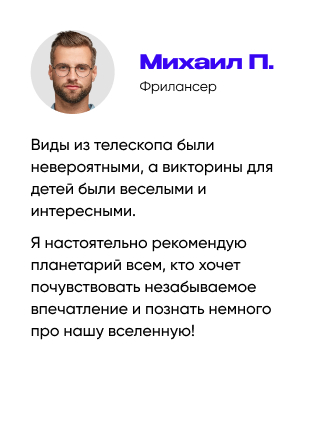 Михаил П.
Фрилансер
Виды из телескопа были
невероятными, а викторины для
детей были веселыми и
интересными.
Я настоятельно рекомендую
планетарий всем, кто хочет
почувствовать незабываемое
впечатление и познать немного
про нашу вселенную!